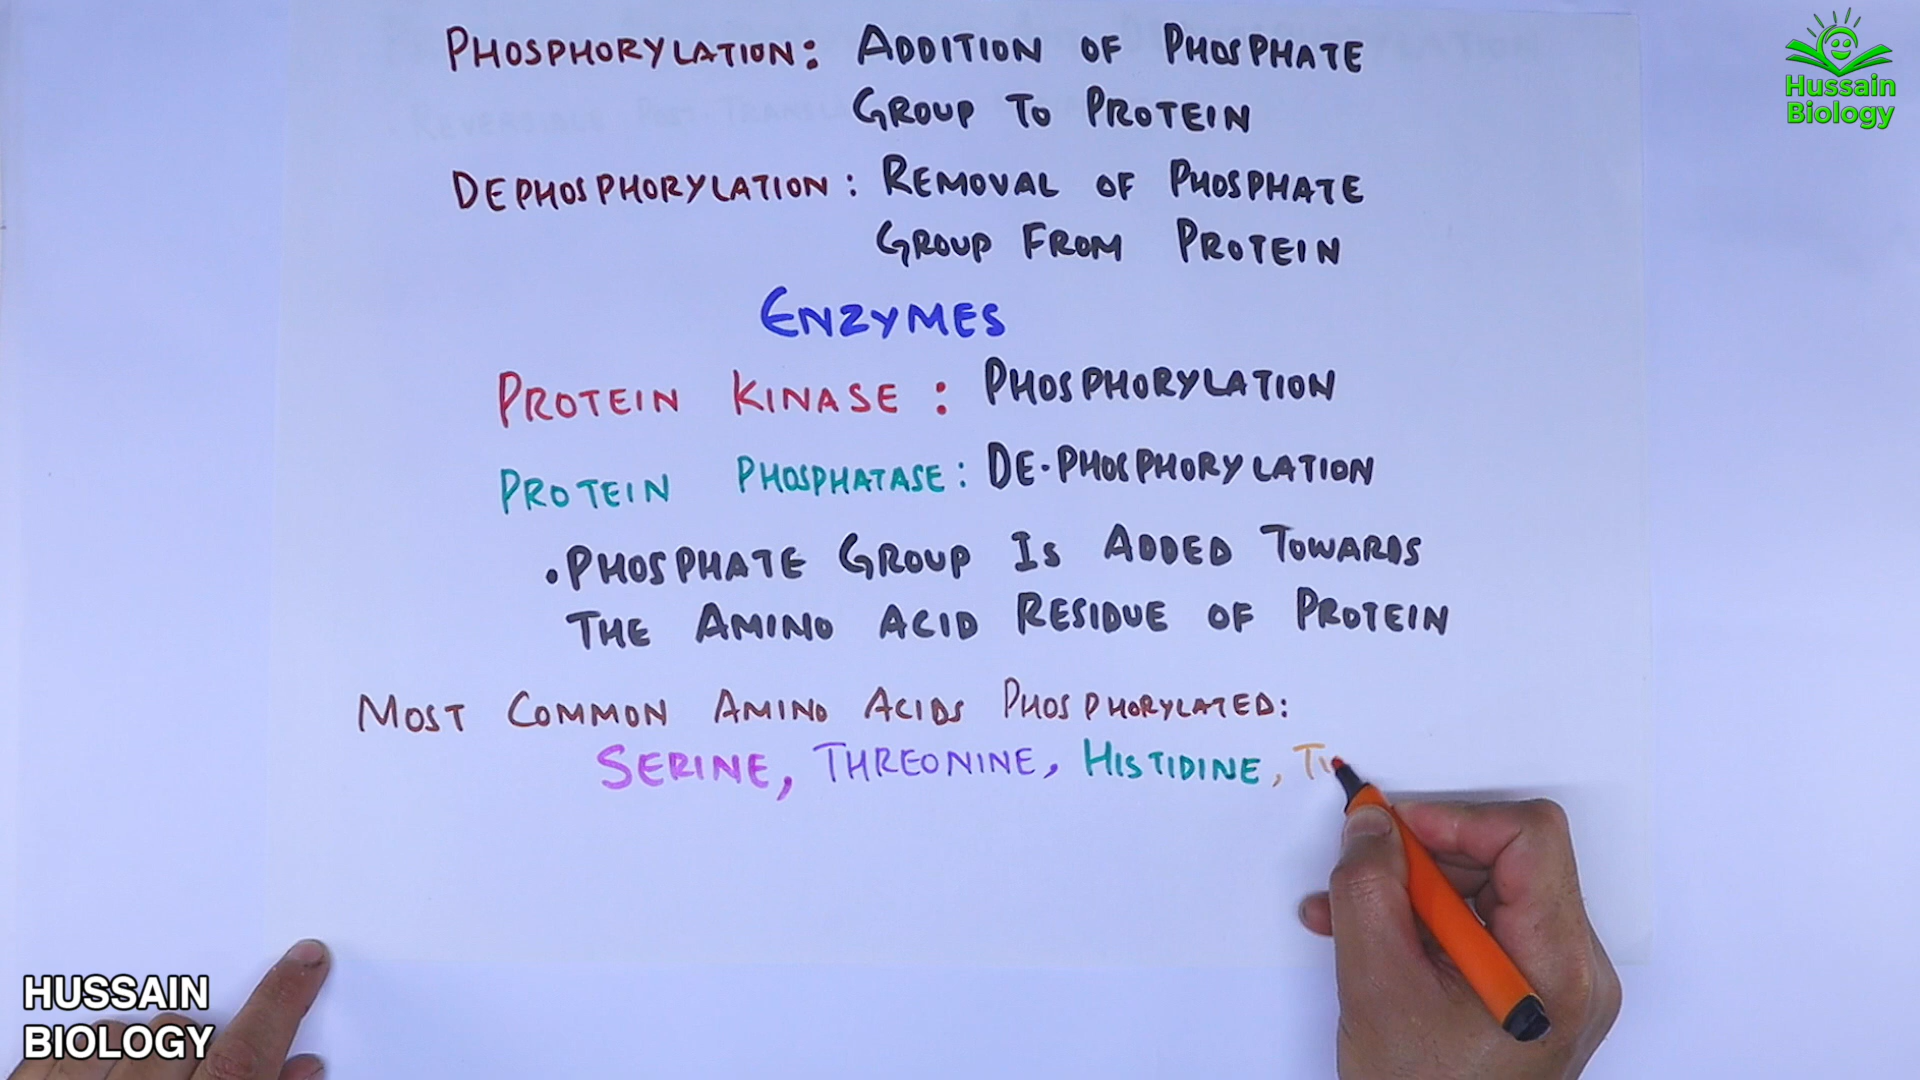 PHOSPHORYLATION: ADDITION OF PHOSPHATE
GROUP TO PROTEIN
DEPHOSPHORYLATION: REMOVAL OF PHOSPHATE
GROUP FROM PROTEIN
ENZYMES
PROTEIN KINASE: PHOSPHORYLATION
PROTEIN PHOSPHATASE: DE-PHOSPHORYLATION
• PHOSPHATE GROUP IS ADDED TOWARDS
THE AMINO ACID RESIDUE OF PROTEIN
MOST COMMON AMINO ACIDS PHOSPHORYLATED:
SERINE, THREONINE, HISTIDINE,
Hussain
Biology
HUSSAIN
BIOLOGY